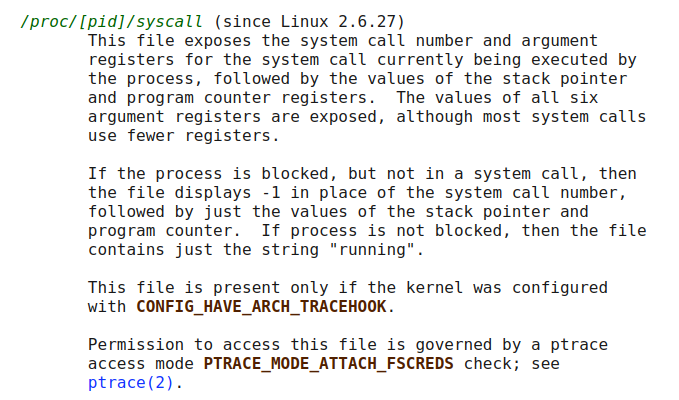 /proc/[pid]/syscall (since Linux 2.6.27)
This file exposes the system call number and argument
registers for the system call currently being executed by
the process, followed by the values of the stack pointer
and program counter registers.  The values of all six
argument registers are exposed, although most system calls
use fewer registers.
If the process is blocked, but not in a system call, then
the file displays -1 in place of the system call number,
followed by just the values of the stack pointer and
program counter.  If process is not blocked, then the file
contains just the string "running".
This file is present only if the kernel was configured
with CONFIG_HAVE_ARCH_TRACEHOOK.
Permission to access this file is governed by a ptrace
access mode PTRACE_MODE_ATTACH_FSCREDS check; see
ptrace(2).